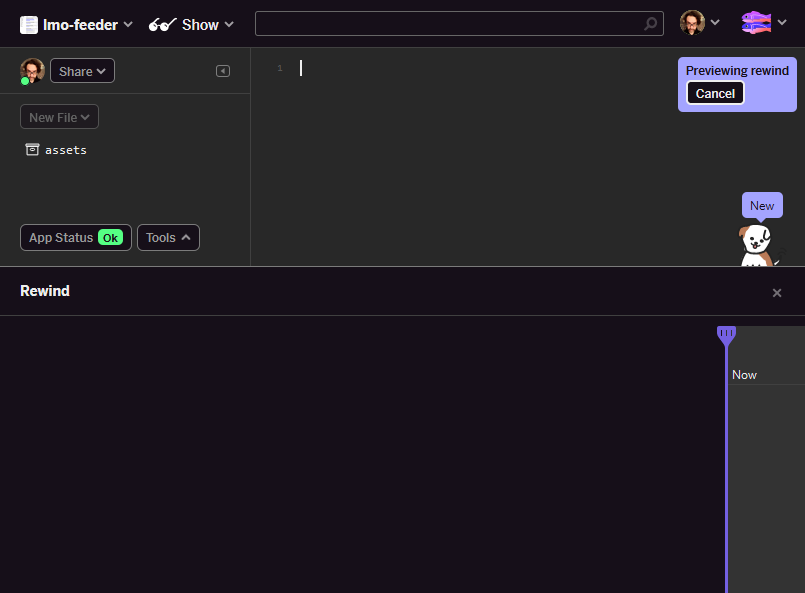 lmo-feeder
Show
Share
1
Previewing rewind
Cancel
New File
assets
New
App Status Ok
Tools
Rewind
Now